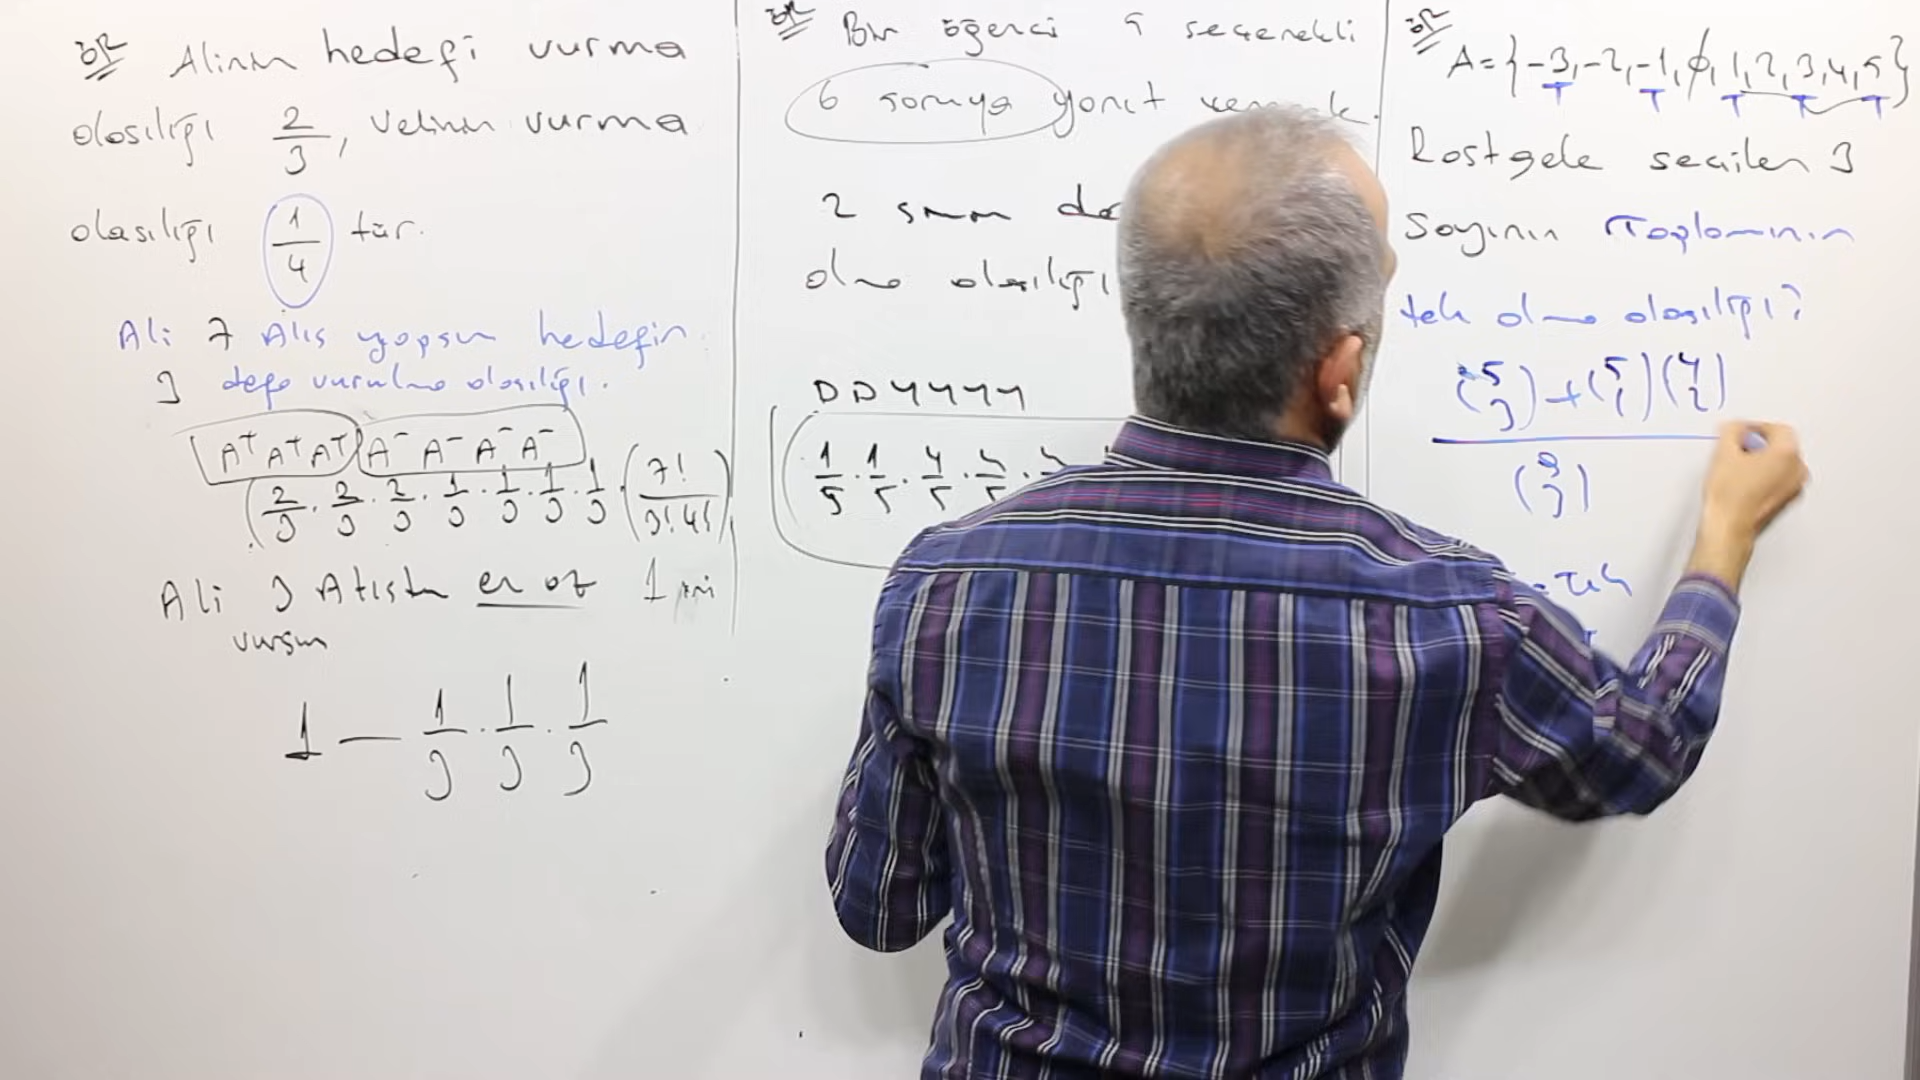 ÖR Alinin hedefi vurma
olasılığı 2/3, Velinin vurma
olasılığı 1/4 tür.
Ali 7 Atış yapsın hedefin
3 defa vurulma olasılığı.
A⁺ A⁺ A⁺ A⁻ A⁻ A⁻ A⁻
(2/3 . 2/3 . 2/3 . 1/3 . 1/3 . 1/3 . 1/3 . (7!/3!.4!)
Ali 3 Atışta en az 1 ini
vursun
1 — 1/3 . 1/3 . 1/3
ÖR Bir öğrenci 5 seçenekli
6 soruya yanıt
2 sının
olma olasılığı
D D Y Y Y Y
1/5 . 1/5 . 4/5 . 4/5 .
ÖR A = {-3, -2, -1, 0, 1, 2, 3, 4, 5}
T T T T T
Rastgele seçilen 3
sayının Toplamının
tek olma olasılığı?
(5 3) + (5 1)(4 2)
(9 3)